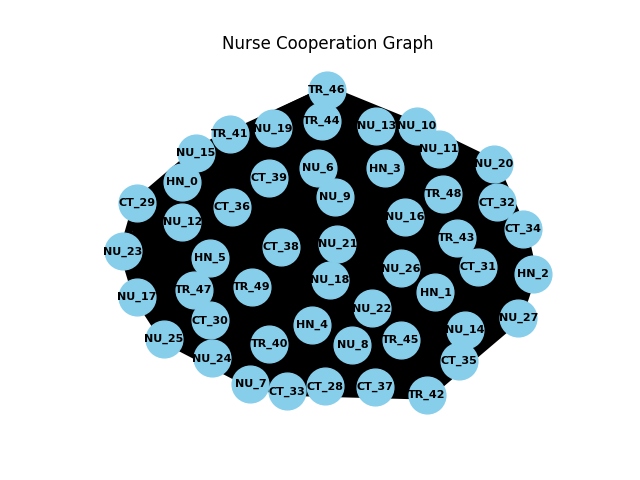 Nurse Cooperation Graph
TR_46
TR_44
NU_13
NU_10
NU_19
TR_41
NU_11
NU_15
NU_20
NU_6
HN_3
CT_39
HN_0
TR_48
NU_9
CT_32
CT_29
CT_36
NU_16
NU_12
CT_34
TR_43
NU_21
CT_38
NU_23
HN_5
CT_31
NU_26
HN_2
NU_18
TR_49
TR_47
HN_1
NU_17
NU_22
NU_27
CT_30
HN_4
NU_14
NU_25
TR_45
TR_40
NU_8
NU_24
CT_35
NU_7
CT_28
CT_37
CT_33
TR_42